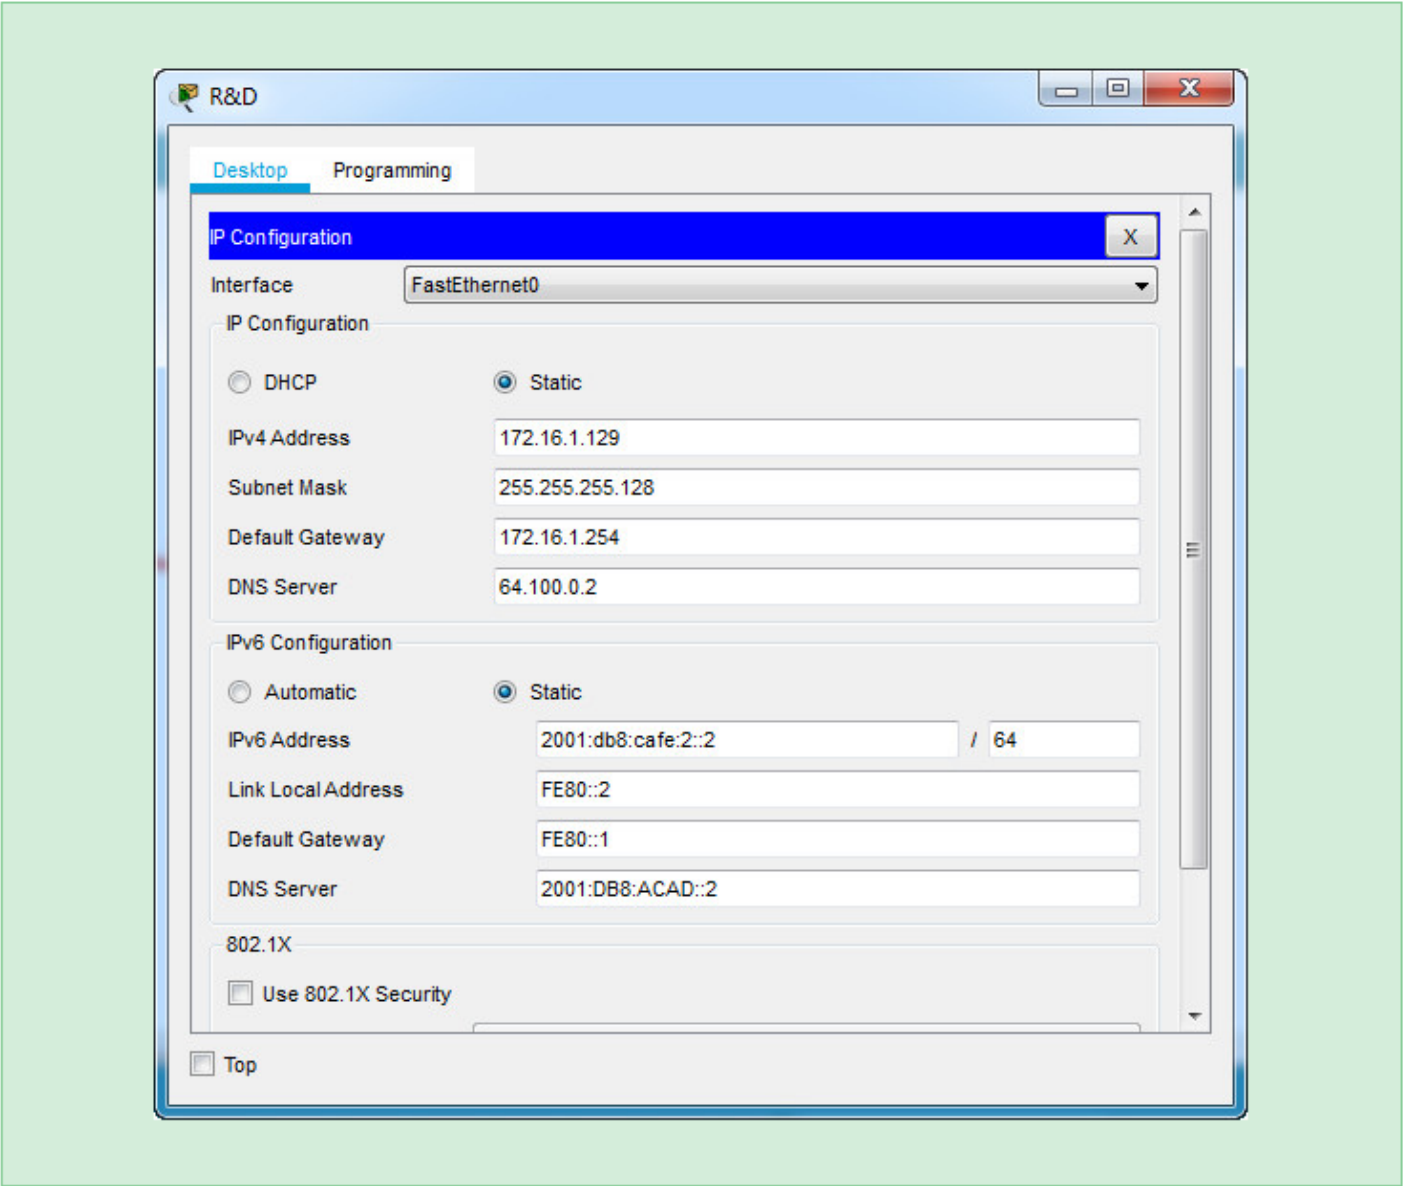 R&D
X
Desktop Programming
IP Configuration X
Interface FastEthernet0
IP Configuration
DHCP Static
IPv4 Address 172.16.1.129
Subnet Mask 255.255.255.128
Default Gateway 172.16.1.254
DNS Server 64.100.0.2
IPv6 Configuration
Automatic Static
IPv6 Address 2001:db8:cafe:2::2 / 64
Link Local Address FE80::2
Default Gateway FE80::1
DNS Server 2001:DB8:ACAD::2
802.1X
Use 802.1X Security
Top